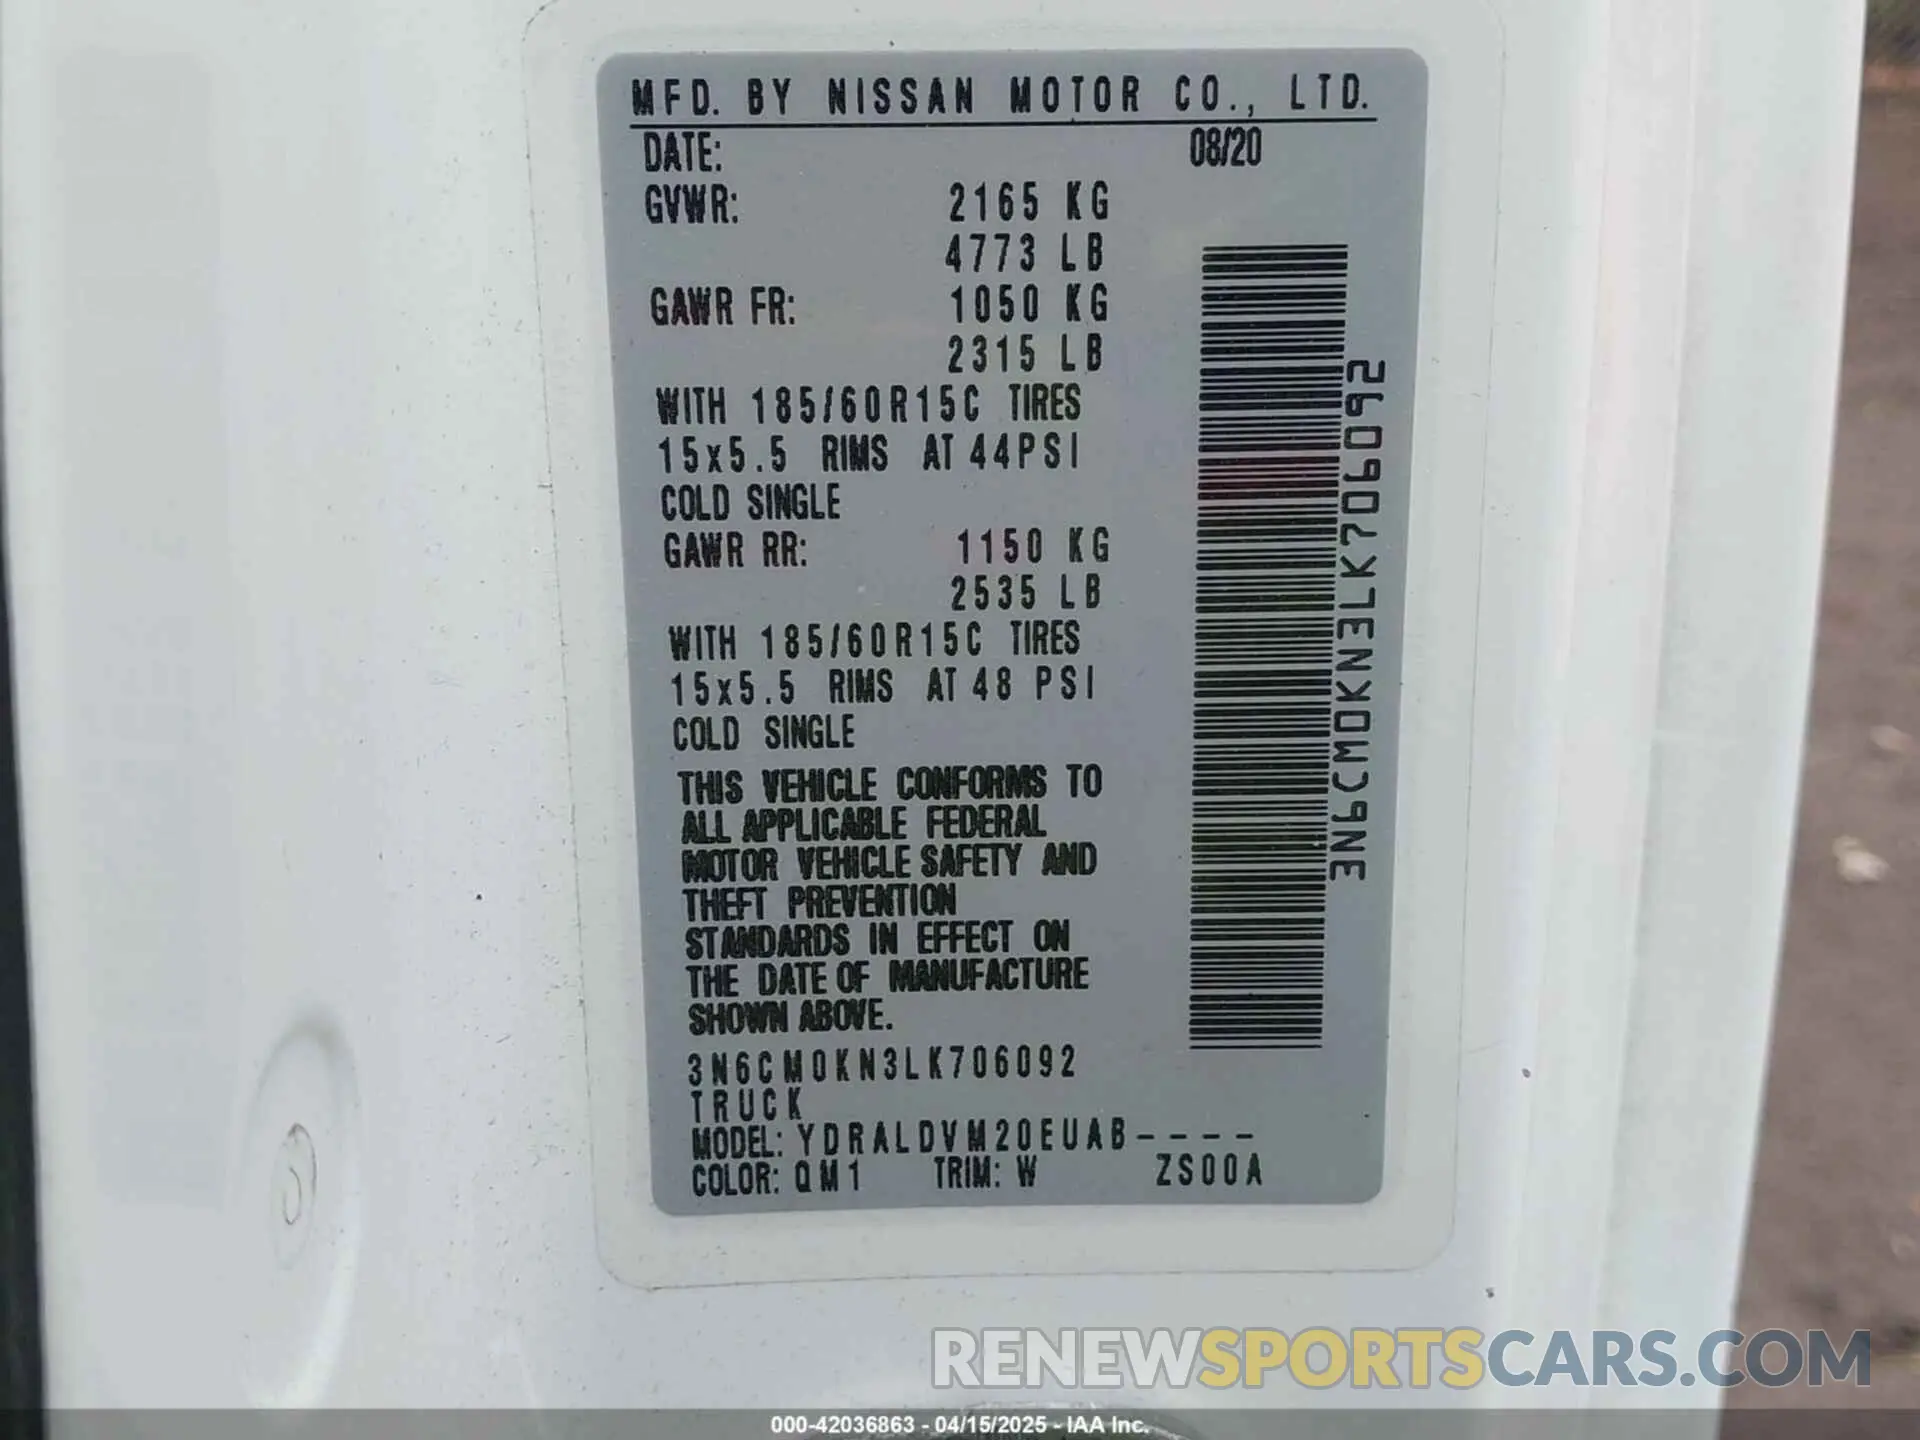 MFD. BY NISSAN MOTOR CO., LTD.
DATE: 08/20
GVWR: 2165 KG
4773 LB
GAWR FR: 1050 KG
2315 LB
WITH 185/60R15C TIRES
15x5.5 RIMS AT 44PSI
COLD SINGLE
GAWR RR: 1150 KG
2535 LB
WITH 185/60R15C TIRES
15x5.5 RIMS AT 48 PSI
COLD SINGLE
THIS VEHICLE CONFORMS TO
ALL APPLICABLE FEDERAL
MOTOR VEHICLE SAFETY AND
THEFT PREVENTION
STANDARDS IN EFFECT ON
THE DATE OF MANUFACTURE
SHOWN ABOVE.
3N6CM0KN3LK706092
TRUCK
MODEL: YDRALDVM20EUAB----
COLOR: QM1 TRIM: W ZS00A
3N6CM0KN3LK706092
RENEWSPORTSCARS.COM
000-42036863 - 04/15/2025 - IAA Inc.